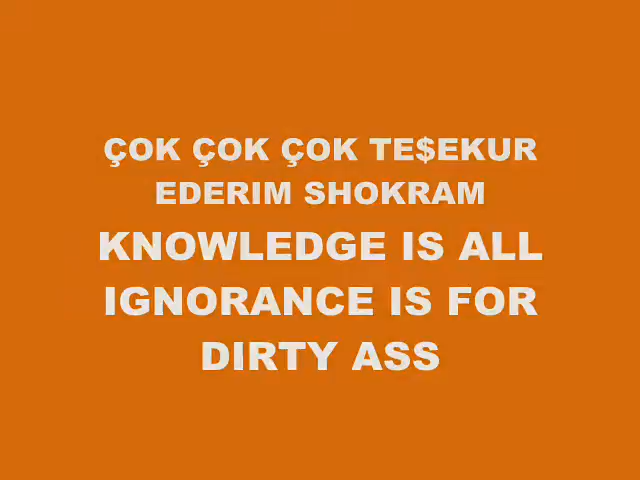 ÇOK ÇOK ÇOK TE$EKUR
EDERIM SHOKRAM
KNOWLEDGE IS ALL
IGNORANCE IS FOR
DIRTY ASS